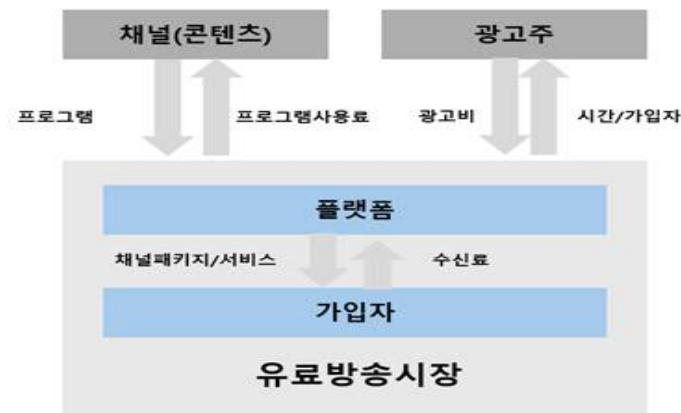 채널(콘텐츠) 광고주
프로그램 프로그램사용료 광고비 시간/가입자
플랫폼
채널패키지/서비스 수신료
가입자
유료방송시장